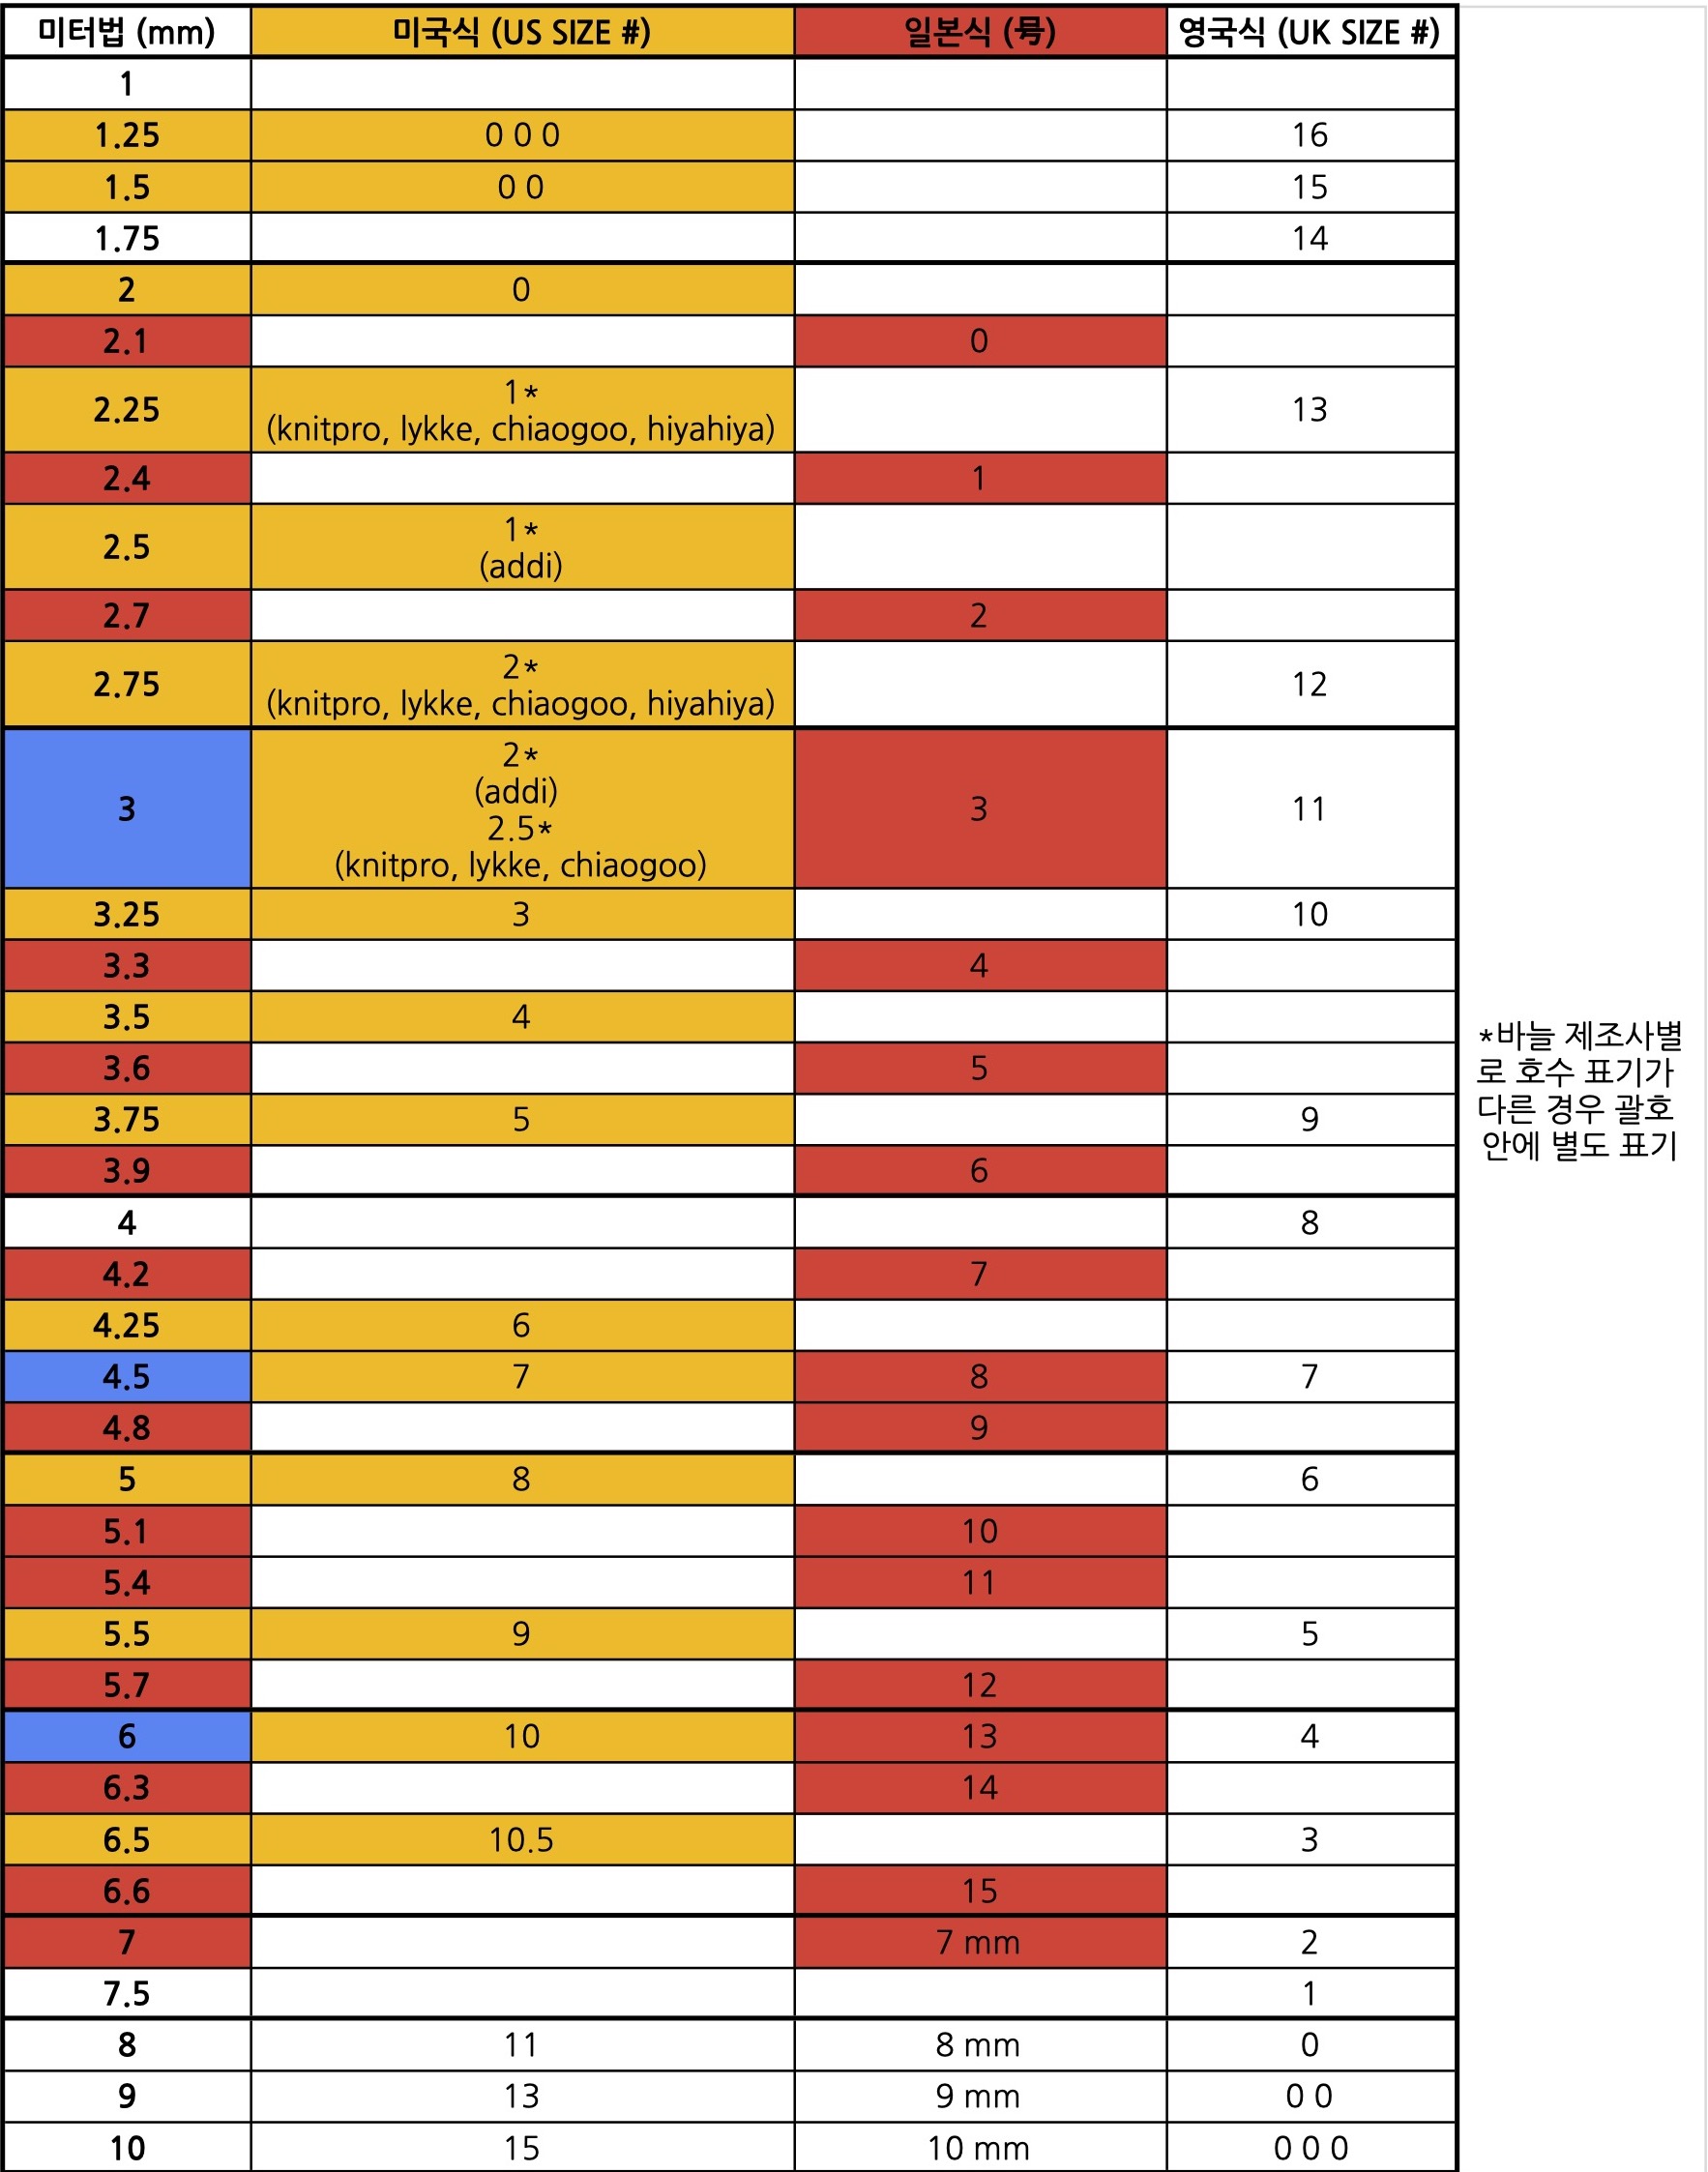 미터법 (mm) 미국식 (US SIZE #) 일본식 (号) 영국식 (UK SIZE #)
1
1.25 0 0 0 16
1.5 0 0 15
1.75 14
2 0
2.1 0
2.25 1* 13
(knitpro, lykke, chiaogoo, hiyahiya)
2.4 1
2.5 1*
(addi)
2.7 2
2.75 2* 12
(knitpro, lykke, chiaogoo, hiyahiya)
3 2* 3 11
(addi)
2.5*
(knitpro, lykke, chiaogoo)
3.25 3 10
3.3 4
3.5 4
3.6 5
3.75 5 9
3.9 6
4 8
4.2 7
4.25 6
4.5 7 8 7
4.8 9
5 8 6
5.1 10
5.4 11
5.5 9 5
5.7 12
6 10 13 4
6.3 14
6.5 10.5 3
6.6 15
7 7 mm 2
7.5 1
8 11 8 mm 0
9 13 9 mm 0 0
10 15 10 mm 0 0 0
*바늘 제조사별
로 호수 표기가
다른 경우 괄호
안에 별도 표기